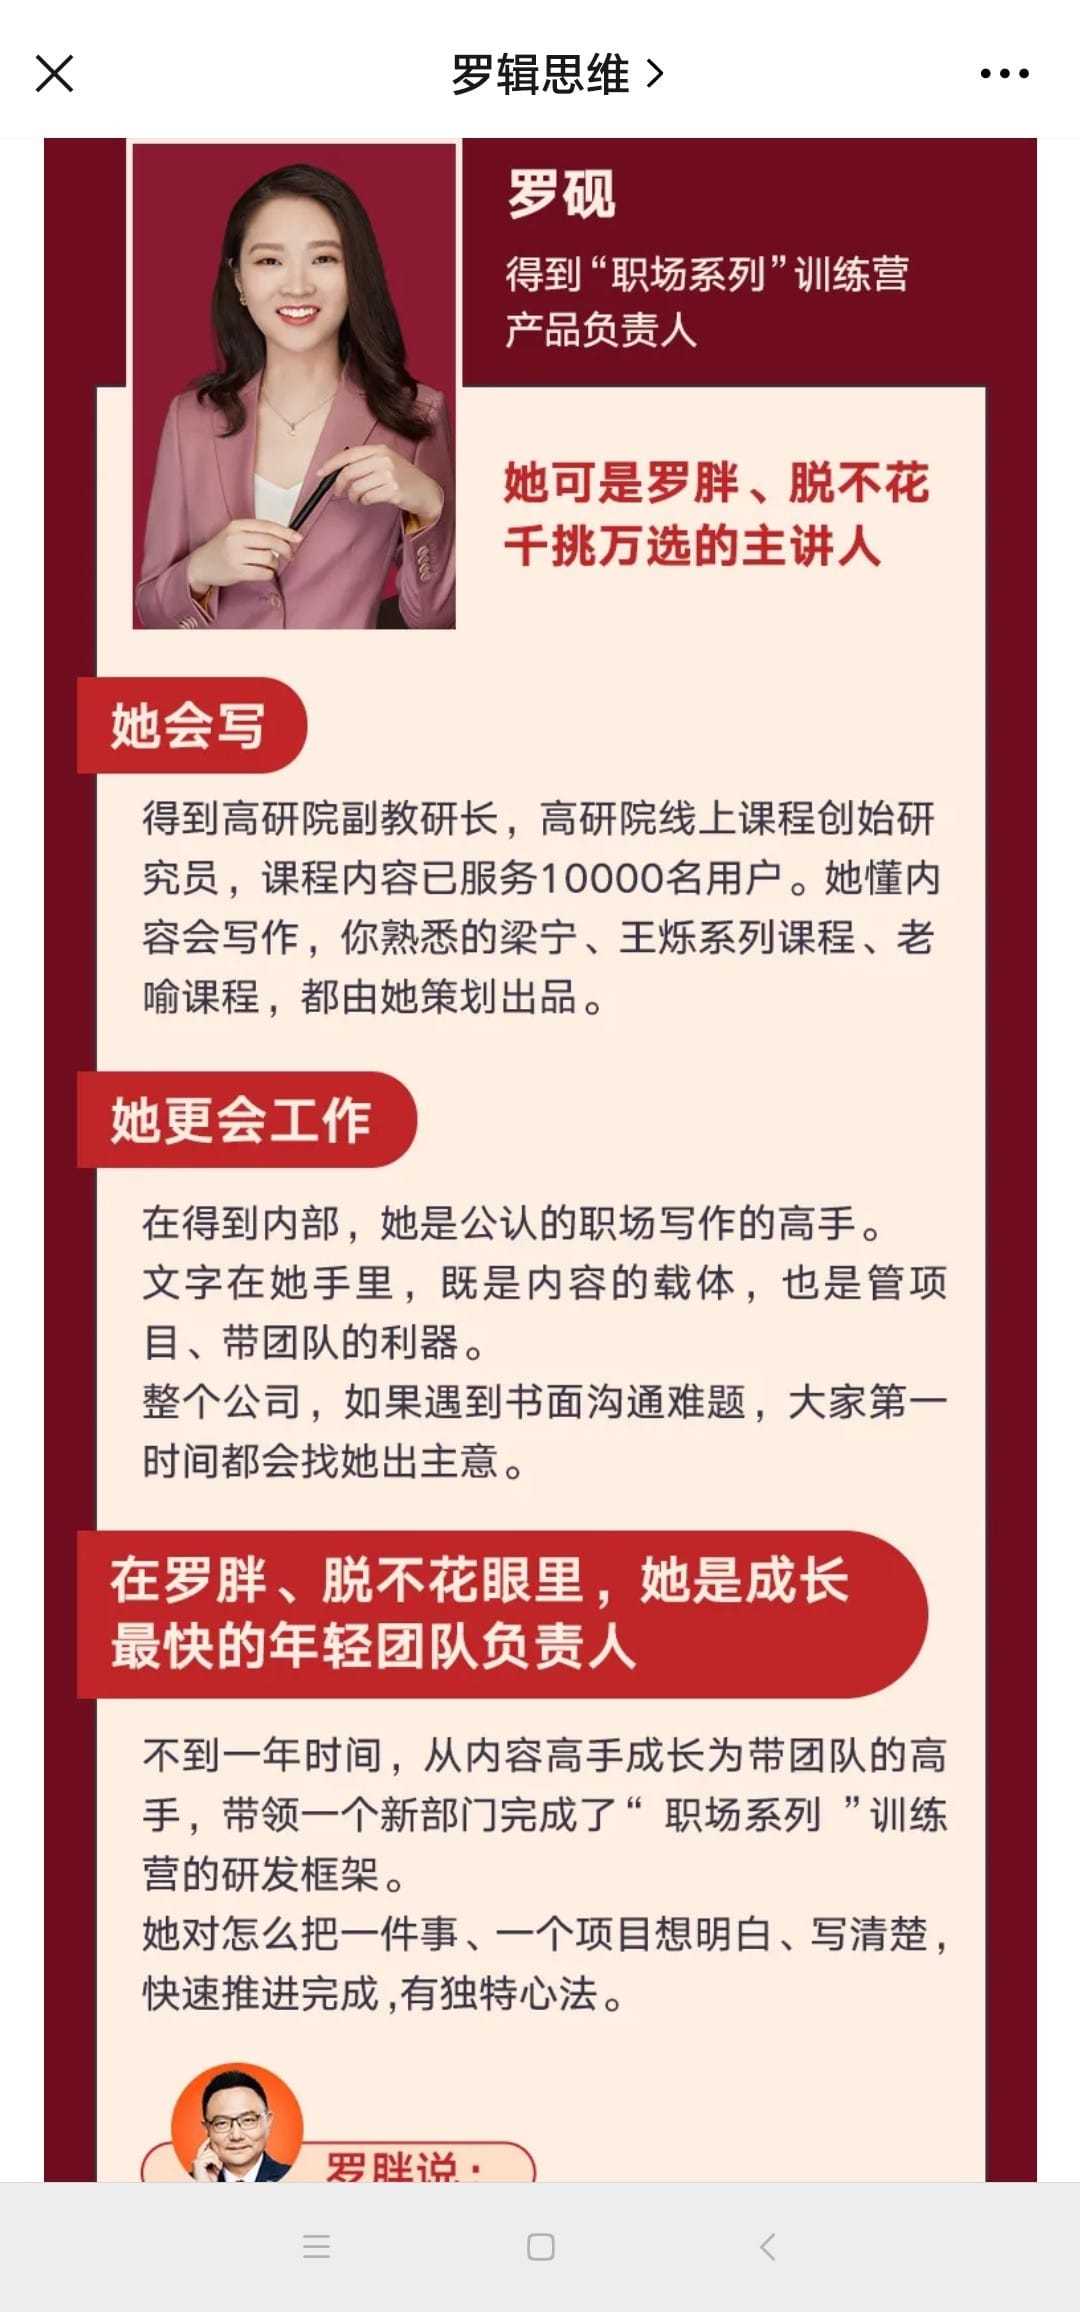 罗辑思维
罗砚
得到“职场系列”训练营
产品负责人
她可是罗胖、脱不花
千挑万选的主讲人
她会写
得到高研院副教研长，高研院线上课程创始研
究员，课程内容已服务10000名用户。她懂内
容会写作，你熟悉的梁宁、王烁系列课程、老
喻课程，都由她策划出品。
她更会工作
在得到内部，她是公认的职场写作的高手。
文字在她手里，既是内容的载体，也是管项
目、带团队的利器。
整个公司，如果遇到书面沟通难题，大家第一
时间都会找她出主意。
在罗胖、脱不花眼里，她是成长
最快的年轻团队负责人
不到一年时间，从内容高手成长为带团队的高
手，带领一个新部门完成了“ 职场系列 ”训练
营的研发框架。
她对怎么把一件事、一个项目想明白、写清楚，
快速推进完成,有独特心法。
罗胖说：